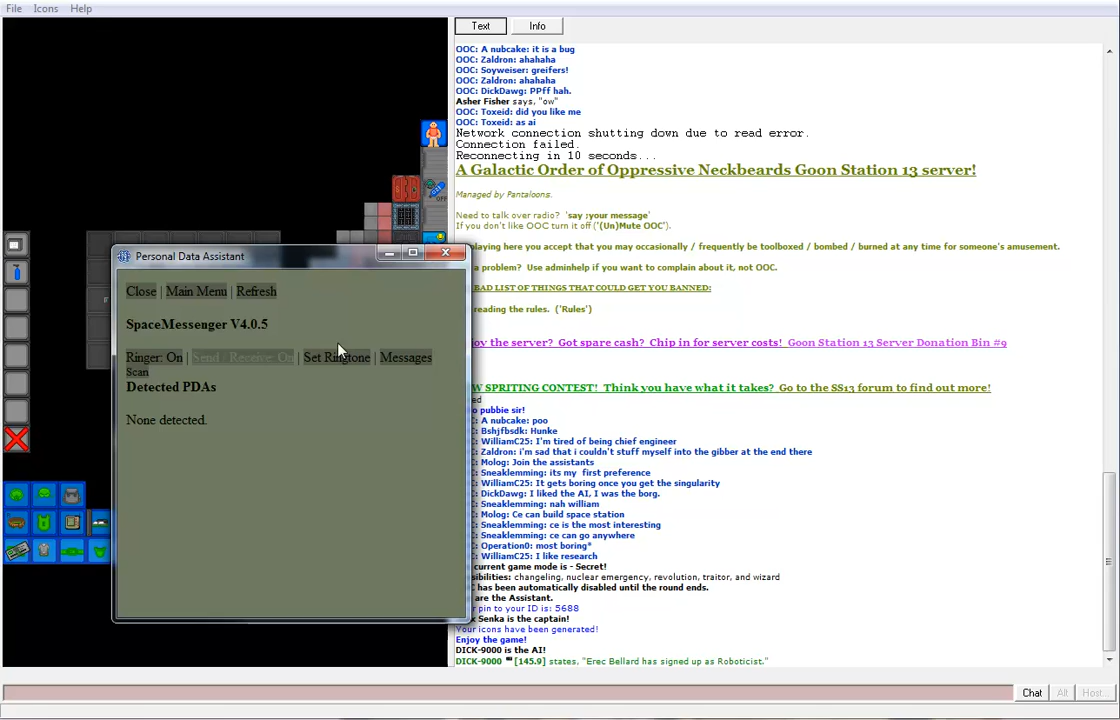 File Icons Help
Text Info
OOC: A nubcake: it is a bug
OOC: Zaldron: ahahaha
OOC: Soyweiser: greifers!
OOC: Zaldron: ahahaha
OOC: DickDawg: PPff hah.
Asher Fisher says, "ow"
OOC: Toxeid: did you like me
OOC: Toxeid: as ai
Network connection shutting down due to read error.
Connection failed.
Reconnecting in 10 seconds...
A Galactic Order of Oppressive Neckbeards Goon Station 13 server!
Managed by Pantaloons.
Need to talk over radio? 'say ;your message'
If you don't like OOC turn it off ('(Un)Mute OOC').
playing here you accept that you may occasionally / frequently be toolboxed / bombed / burned at any time for someone's amusement.
a problem? Use adminhelp if you want to complain about it, not OOC.
BAD LIST OF THINGS THAT COULD GET YOU BANNED:
reading the rules. ('Rules')
joy the server? Got spare cash? Chip in for server costs! Goon Station 13 Server Donation Bin #9
W SPRITING CONTEST! Think you have what it takes? Go to the SS13 forum to find out more!
ed
o pubbie sir!
C: A nubcake: poo
C: Bshjfbsdk: Hunke
C: WilliamC25: I'm tired of being chief engineer
C: Zaldron: i'm sad that i couldn't stuff myself into the gibber at the end there
C: Molog: Join the assistants
C: Sneaklemming: its my first preference
C: WilliamC25: It gets boring once you get the singularity
C: DickDawg: I liked the AI, I was the borg.
C: Sneaklemming: nah william
C: Molog: Ce can build space station
C: Sneaklemming: ce is the most interesting
C: Sneaklemming: ce can go anywhere
C: Operation0: most boring*
C: WilliamC25: I like research
current game mode is - Secret!
sibilities: changeling, nuclear emergency, revolution, traitor, and wizard
C has been automatically disabled until the round ends.
are the Assistant.
r pin to your ID is: 5688
k Senka is the captain!
Your icons have been generated!
Enjoy the game!
DICK-9000 is the AI!
DICK-9000 [145.9] states, "Erec Bellard has signed up as Roboticist."
Personal Data Assistant
Close | Main Menu | Refresh
SpaceMessenger V4.0.5
Ringer: On | Send / Receive: On | Set Ringtone | Messages
Scan
Detected PDAs
None detected.
OFF
Chat Alt Host...